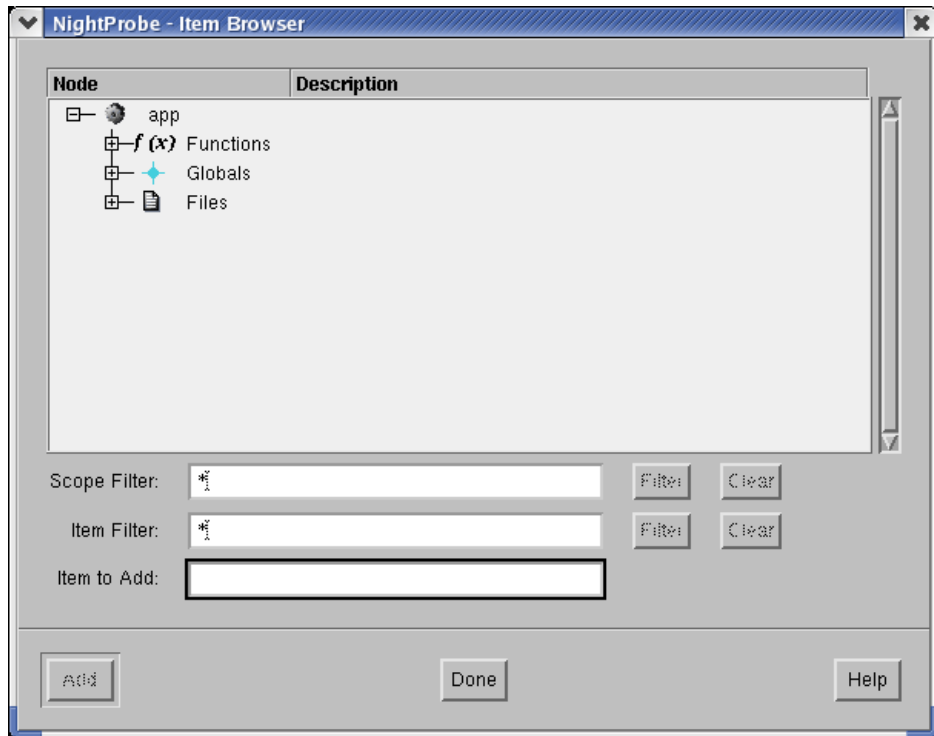 NightProbe - Item Browser
Node Description
app
f (x) Functions
Globals
Files
Scope Filter: * Filter Clear
Item Filter: * Filter Clear
Item to Add:
Add Done Help